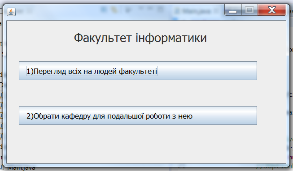 Факультет інформатики
1)Перегляд всіх на людей факультеті
2)Обрати кафедру для подальшої роботи з нею